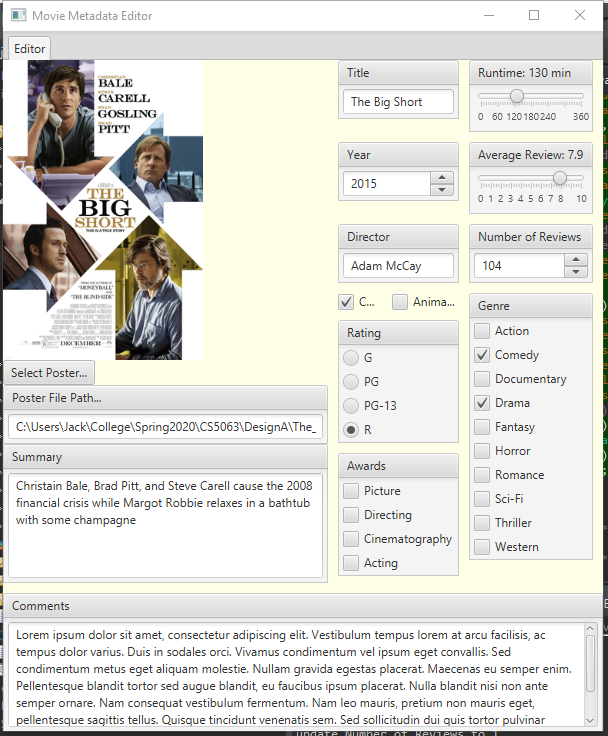 Movie Metadata Editor
Editor
CHRISTIAN
BALE
STEVE
CARELL
RYAN
GOSLING
BRAD
PITT
THE
BIG
SHORT
THIS IS A TRUE STORY
FROM THE AUTHOR OF
"MONEYBALL" AND
"THE BLIND SIDE"
DECEMBER
Select Poster...
Poster File Path...
C:\Users\Jack\College\Spring2020\CS5063\DesignA\The_
Summary
Christain Bale, Brad Pitt, and Steve Carell cause the 2008
financial crisis while Margot Robbie relaxes in a bathtub
with some champagne
Title
The Big Short
Year
2015
Director
Adam McCay
C...
Anima...
Rating
G
PG
PG-13
R
Awards
Picture
Directing
Cinematography
Acting
Runtime: 130 min
0 60 120 180 240 360
Average Review: 7.9
0 1 2 3 4 5 6 7 8 10
Number of Reviews
104
Genre
Action
Comedy
Documentary
Drama
Fantasy
Horror
Romance
Sci-Fi
Thriller
Western
Comments
Lorem ipsum dolor sit amet, consectetur adipiscing elit. Vestibulum tempus lorem at arcu facilisis, ac
tempus dolor varius. Duis in sodales orci. Vivamus condimentum vel ipsum eget convallis. Sed
condimentum metus eget aliquam molestie. Nullam gravida egestas placerat. Maecenas eu semper enim.
Pellentesque blandit tortor sed augue blandit, eu faucibus ipsum placerat. Nulla blandit nisi non ante
semper ornare. Nam consequat vestibulum fermentum. Nam leo mauris, pretium non mauris eget,
pellentesque sagittis tellus. Quisque tincidunt venenatis sem. Sed sollicitudin dui quis tortor pulvinar
Update Number of Reviews to 1